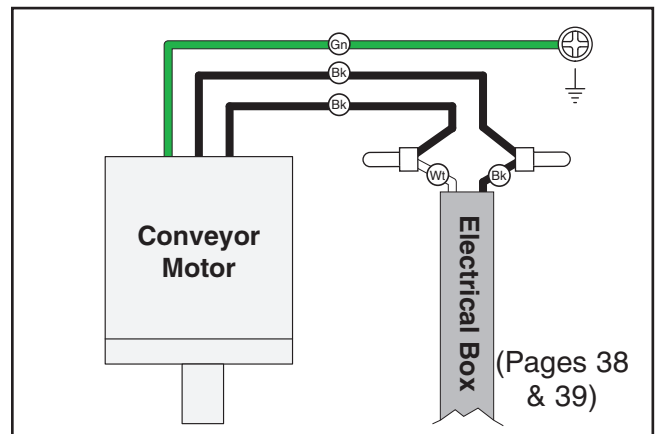 Gn
Bk
Bk
Wt
Bk
Conveyor
Motor
Electrical Box
(Pages 38
& 39)